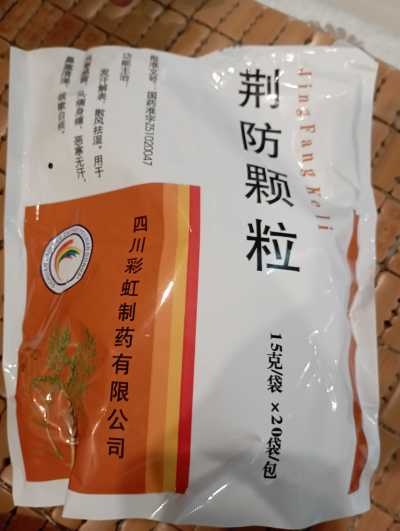 荆防颗粒
Jing Fang Keli
15克/袋×20袋/包
批准文号:国药准字Z51020047
功能主治:
发汗解表,散风祛湿。用于
风寒感冒,头痛身痛,恶寒无汗,
鼻塞清涕,咳嗽白痰。
四川彩虹制药有限公司